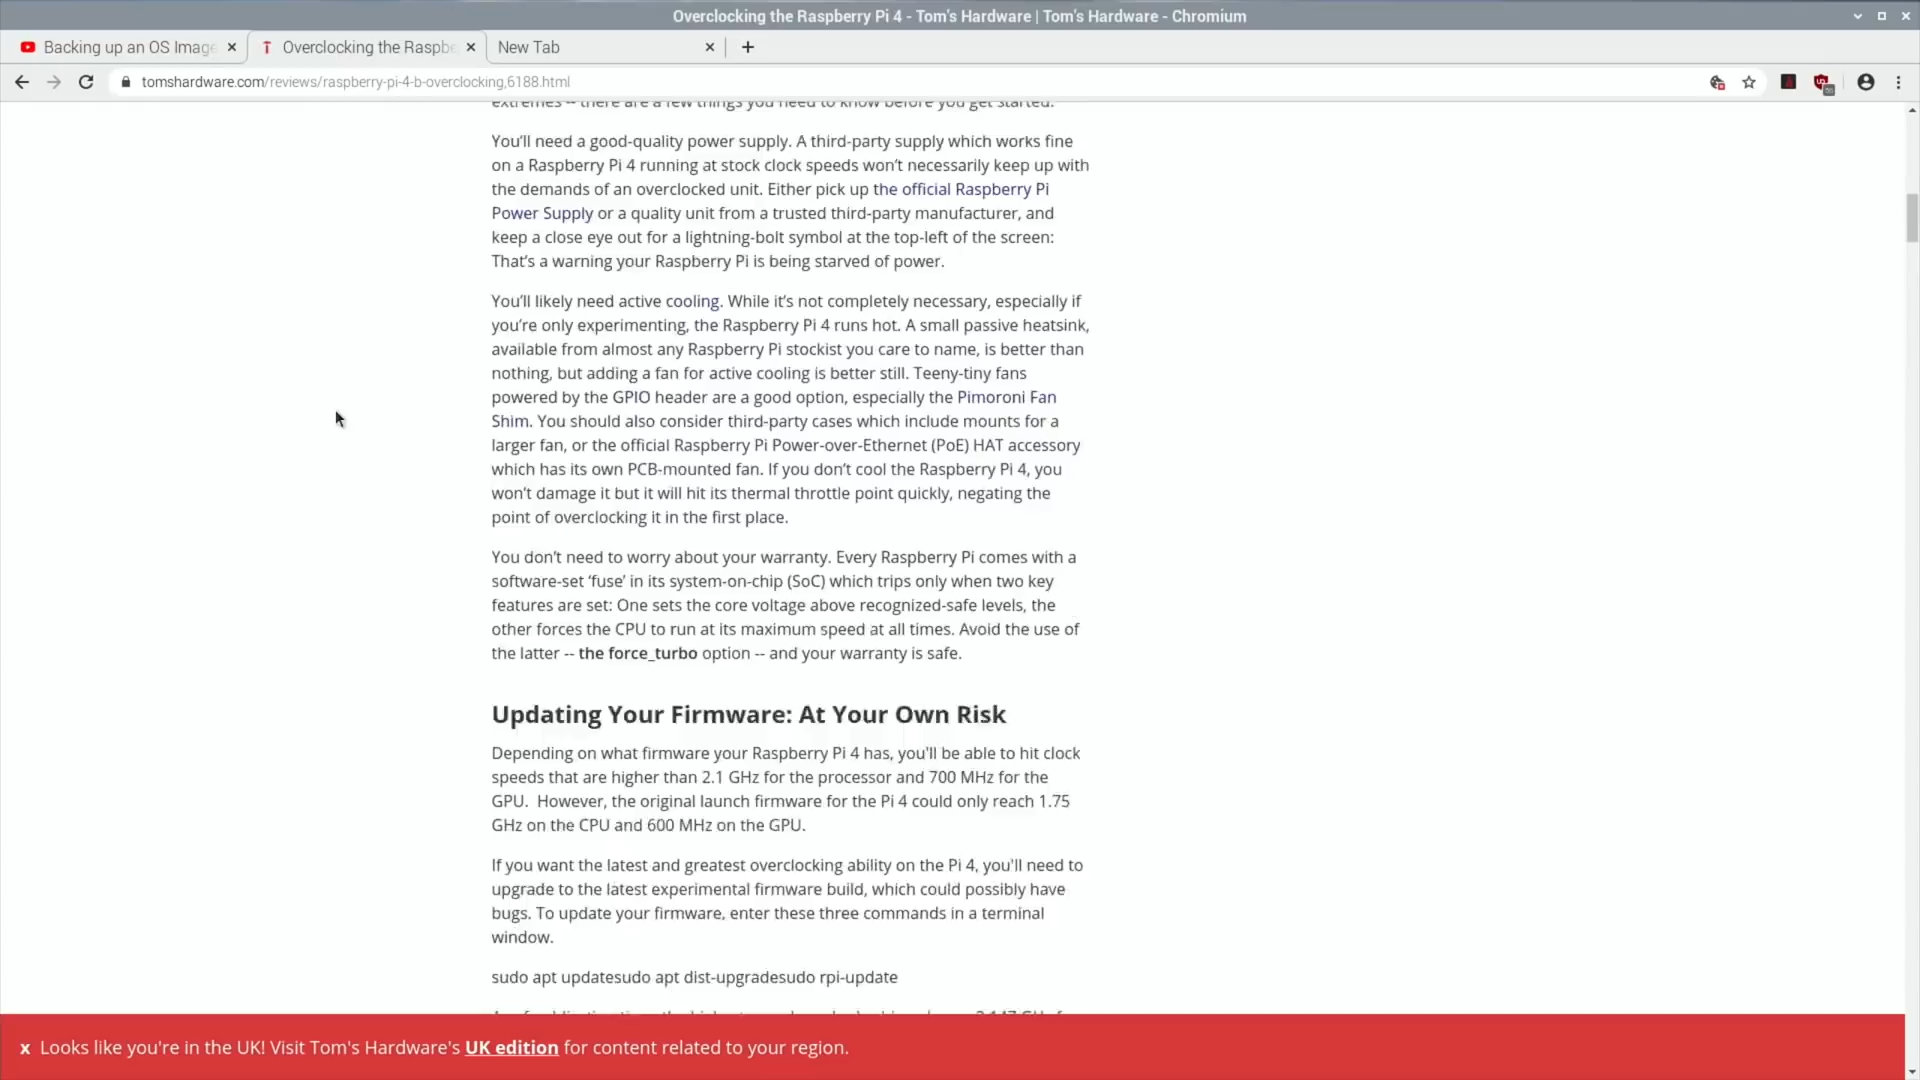 Overclocking the Raspberry Pi 4 - Tom's Hardware | Tom's Hardware - Chromium
Backing up an OS Image
Overclocking the Raspbe
New Tab
tomshardware.com/reviews/raspberry-pi-4-b-overclocking,6188.html
extremes -- there are a few things you need to know before you get started.
You’ll need a good-quality power supply. A third-party supply which works fine
on a Raspberry Pi 4 running at stock clock speeds won’t necessarily keep up with
the demands of an overclocked unit. Either pick up the official Raspberry Pi
Power Supply or a quality unit from a trusted third-party manufacturer, and
keep a close eye out for a lightning-bolt symbol at the top-left of the screen:
That’s a warning your Raspberry Pi is being starved of power.
You’ll likely need active cooling. While it’s not completely necessary, especially if
you’re only experimenting, the Raspberry Pi 4 runs hot. A small passive heatsink,
available from almost any Raspberry Pi stockist you care to name, is better than
nothing, but adding a fan for active cooling is better still. Teeny-tiny fans
powered by the GPIO header are a good option, especially the Pimoroni Fan
Shim. You should also consider third-party cases which include mounts for a
larger fan, or the official Raspberry Pi Power-over-Ethernet (PoE) HAT accessory
which has its own PCB-mounted fan. If you don’t cool the Raspberry Pi 4, you
won’t damage it but it will hit its thermal throttle point quickly, negating the
point of overclocking it in the first place.
You don’t need to worry about your warranty. Every Raspberry Pi comes with a
software-set ‘fuse’ in its system-on-chip (SoC) which trips only when two key
features are set: One sets the core voltage above recognized-safe levels, the
other forces the CPU to run at its maximum speed at all times. Avoid the use of
the latter -- the force_turbo option -- and your warranty is safe.
Updating Your Firmware: At Your Own Risk
Depending on what firmware your Raspberry Pi 4 has, you'll be able to hit clock
speeds that are higher than 2.1 GHz for the processor and 700 MHz for the
GPU. However, the original launch firmware for the Pi 4 could only reach 1.75
GHz on the CPU and 600 MHz on the GPU.
If you want the latest and greatest overclocking ability on the Pi 4, you'll need to
upgrade to the latest experimental firmware build, which could possibly have
bugs. To update your firmware, enter these three commands in a terminal
window.
sudo apt updatesudo apt dist-upgradesudo rpi-update
x Looks like you're in the UK! Visit Tom's Hardware's UK edition for content related to your region.